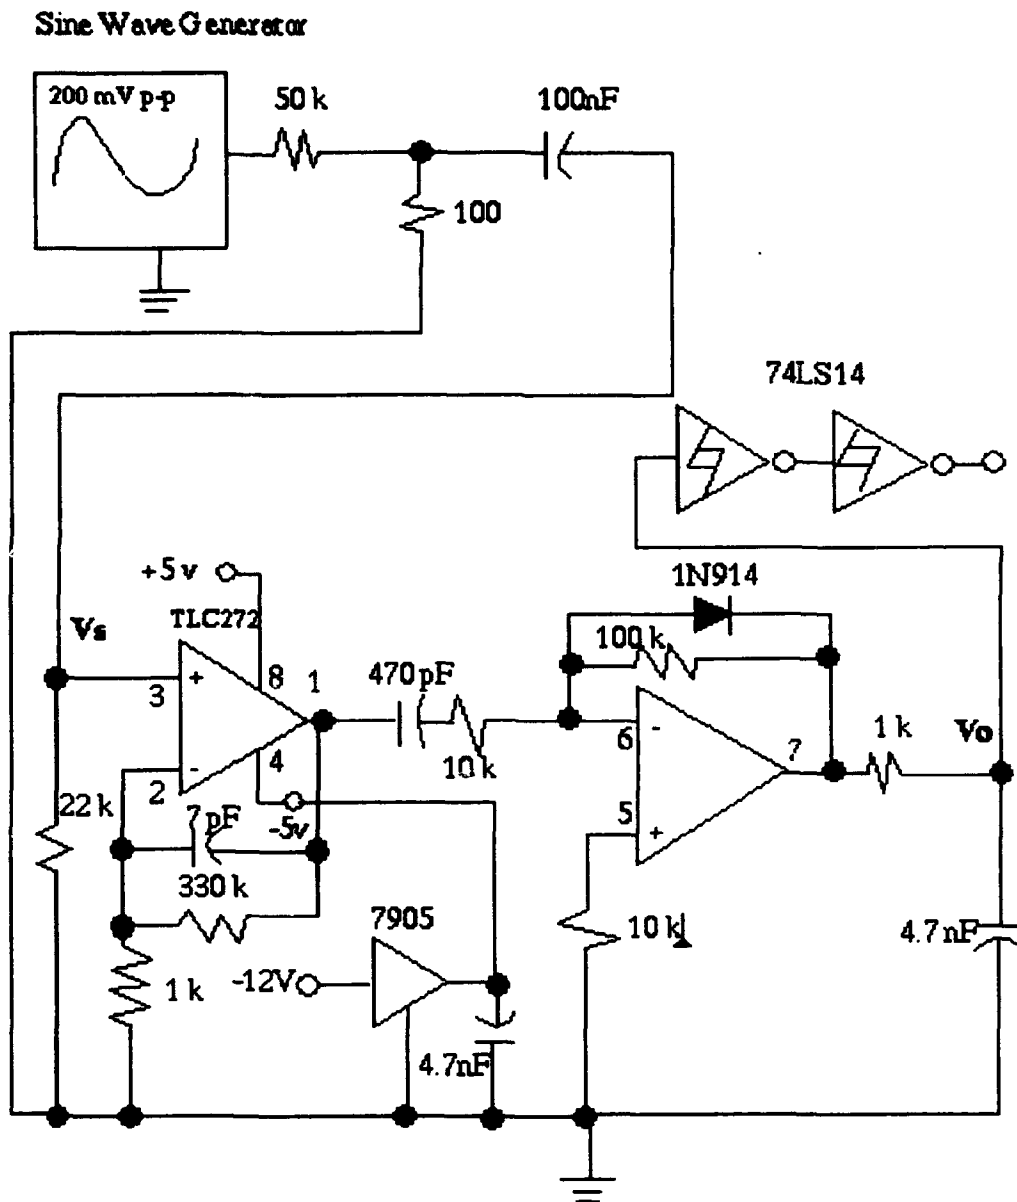 Sine Wave Generator
200 mV p-p
50 k
100nF
100
74LS14
+5 v
1N914
TLC272
Vs
100 k
8
1
470 pF
3
6
7
1 k
Vo
4
10 k
2
-5v
5
22 k
7 pF
330 k
7905
10 k
4.7nF
-12V
1 k
4.7nF
+
-
-
+